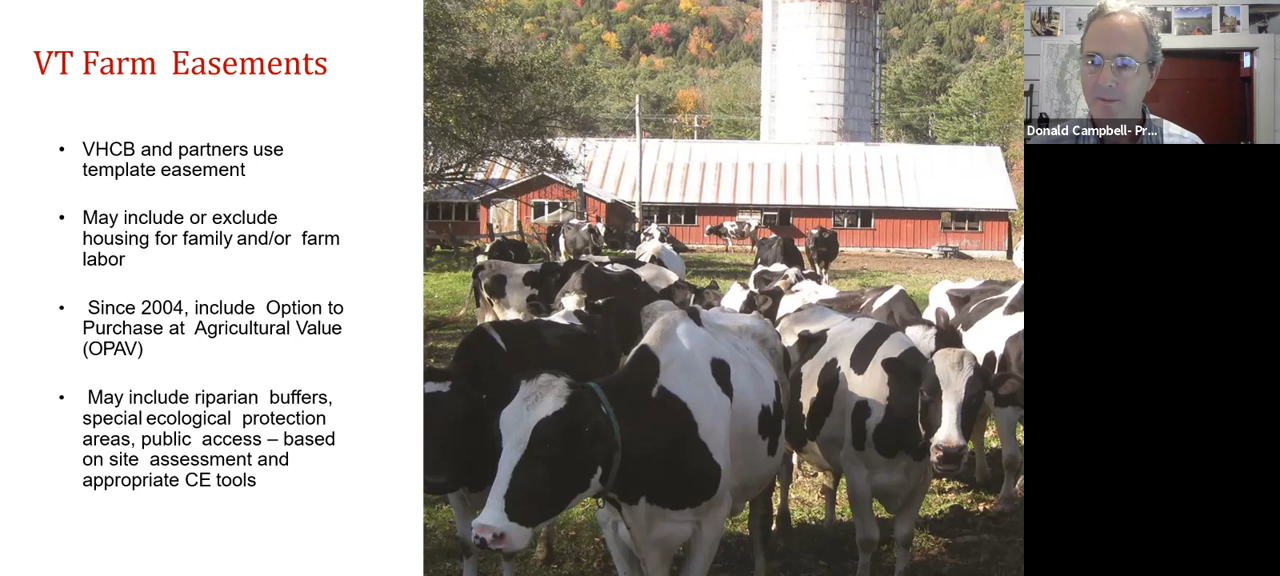 VT Farm Easements
• VHCB and partners use
template easement
• May include or exclude
housing for family and/or farm
labor
• Since 2004, include Option to
Purchase at Agricultural Value
(OPAV)
• May include riparian buffers,
special ecological protection
areas, public access – based
on site assessment and
appropriate CE tools
Donald Campbell- Pr...